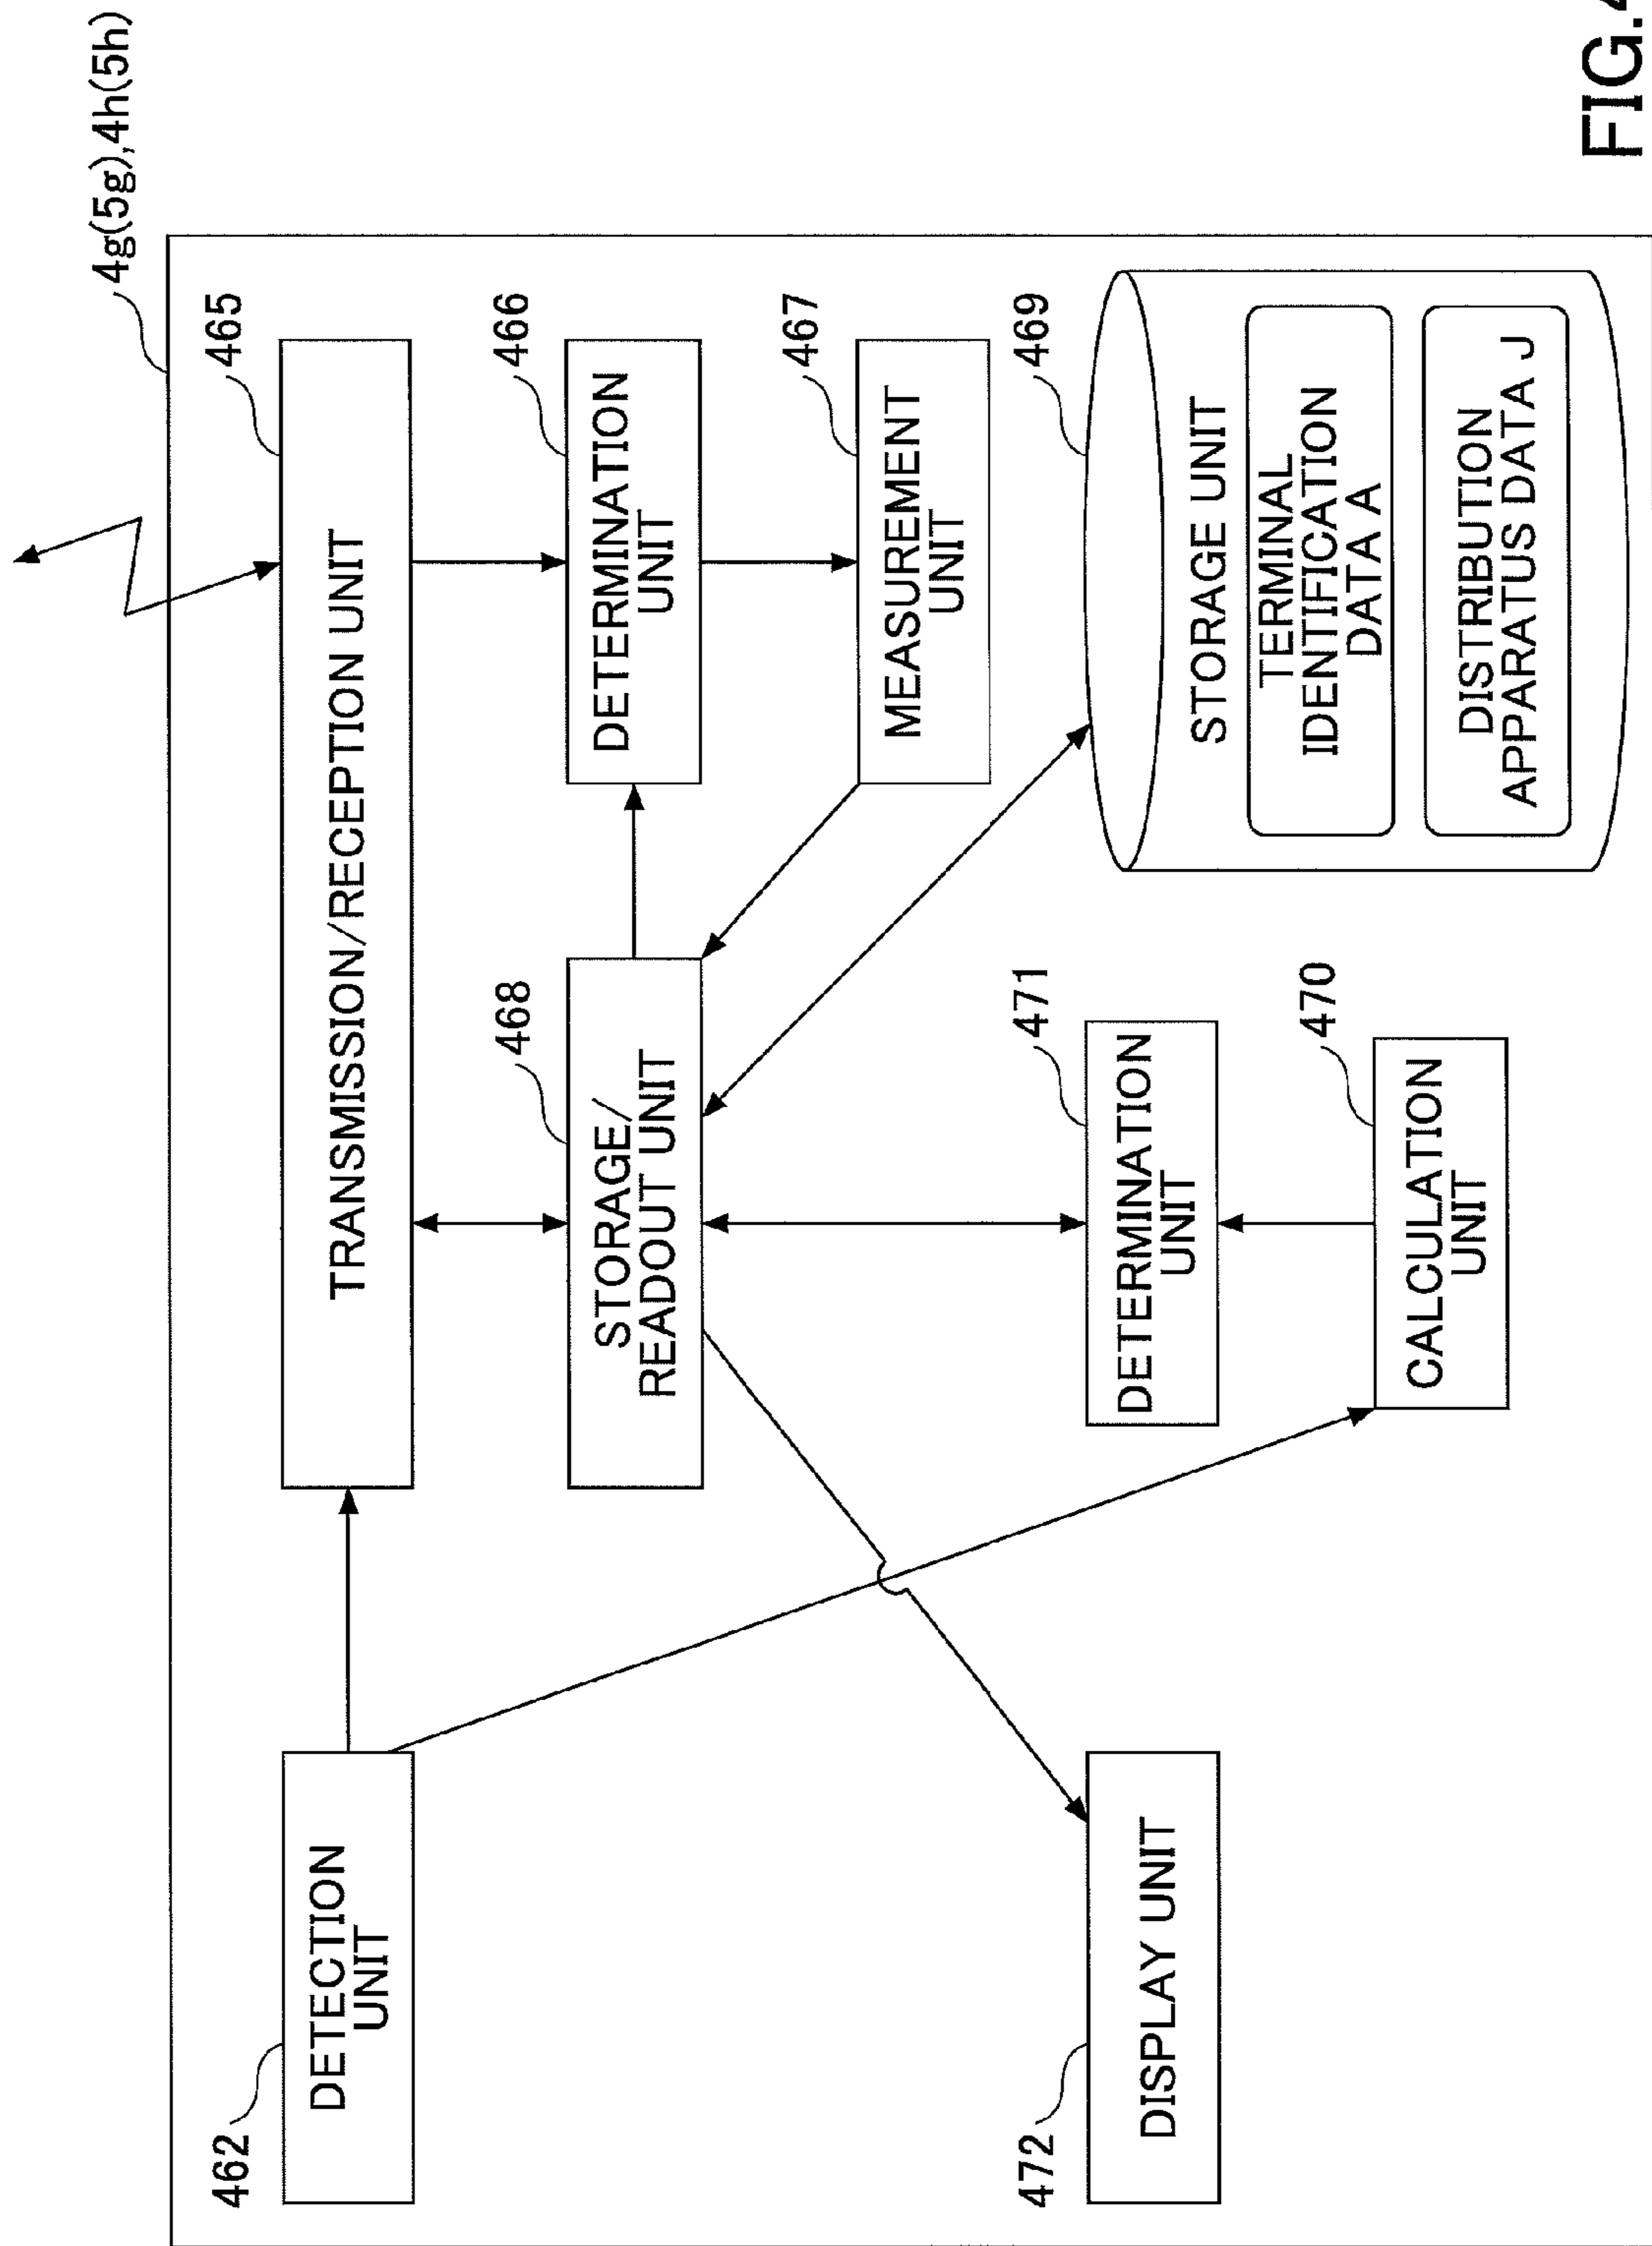 4g(5g),4h(5h)
462
DETECTION
UNIT
465
TRANSMISSION/RECEPTION UNIT
468
STORAGE/
READOUT UNIT
466
DETERMINATION
UNIT
467
MEASUREMENT
UNIT
472
DISPLAY UNIT
471
DETERMINATION
UNIT
470
CALCULATION
UNIT
469
STORAGE UNIT
TERMINAL
IDENTIFICATION
DATA A
DISTRIBUTION
APPARATUS DATA J
FIG.